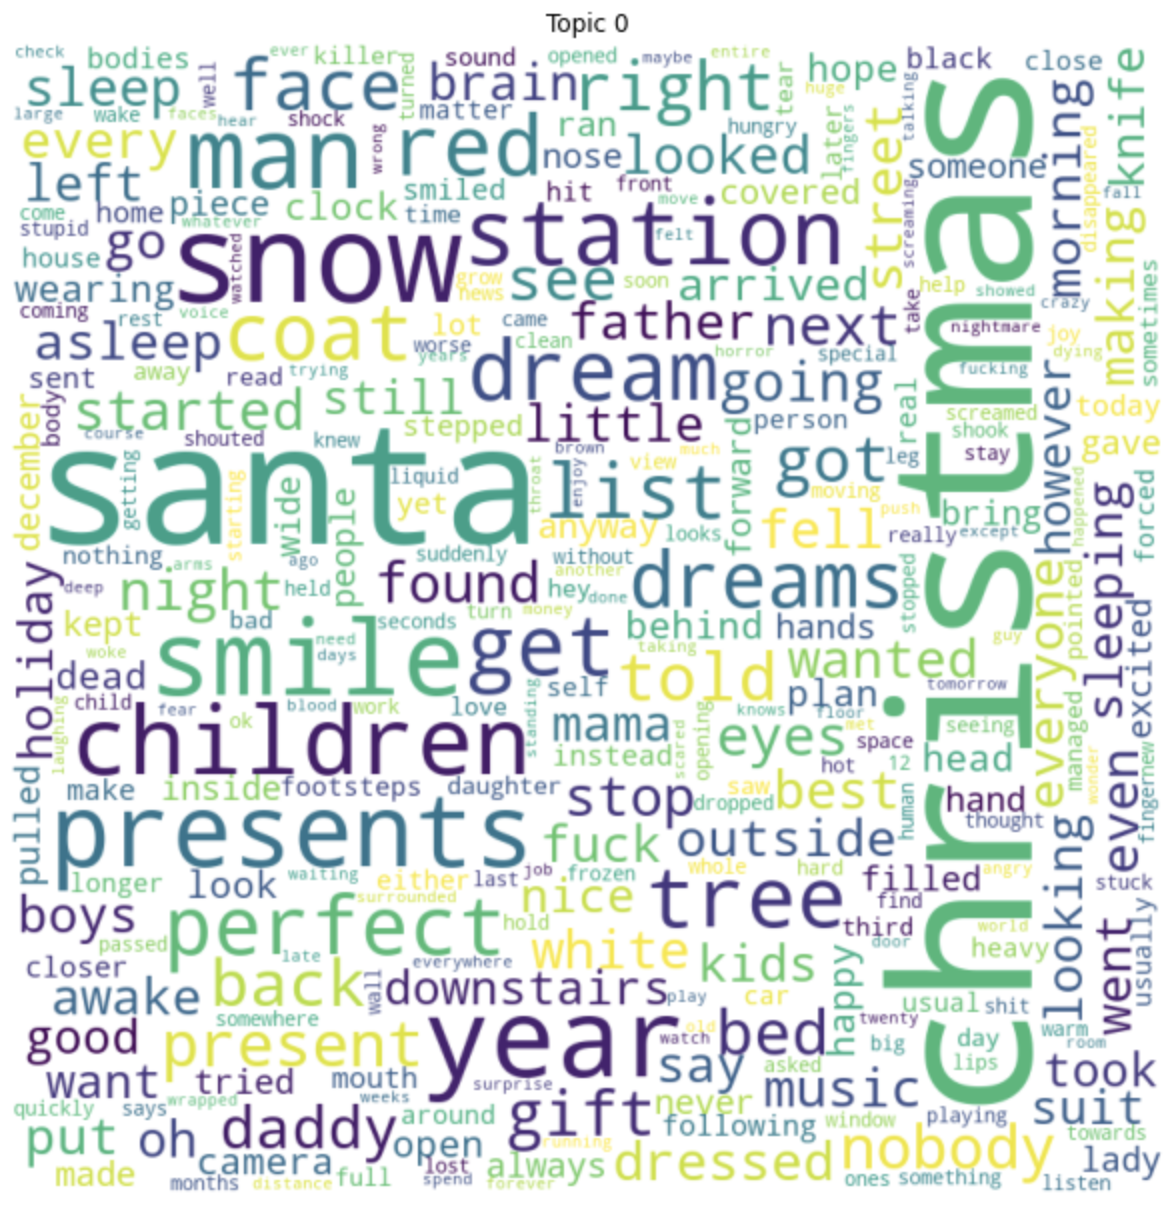 Topic 0
check bodies ever killer turned sound opened maybe entire black close
sleep well face brain right tear hope huge talking morning knife
large wake faces hear shock matter ran hungry later fingers
every man wrong red nose looked street someone disappeared
left piece smiled hit front move covered screaming fall
come home whatever clock time station felt christmas making
stupid go watched snow
house grow news see soon arrived help showed sometimes
wearing voice take crazy
coming rest coat lot came father next nightmare joy
asleep worse years clean horror special fucking dying
sent away read trying dream going real however today
december body started still stepped little person screamed
course shouted knew brown much forward shook gave
santa getting liquid throat enjoy list view got leg stay
starting wide people yet anyway moving fell push bring happened forced
looks really except
nothing arms ago suddenly without dreams stopped everyone sleeping
holiday deep night held found another hey done
kept bad seconds turn money behind hands guy pointed excited
woke need days smile get taking wanted
dead told tomorrow
child fear blood work self plan
laughing ok love standing mama knows floor met seeing managed
children scared opening eyes space
instead hot 12 head wonder even fingernew
pulled make inside footsteps daughter stop saw best human hand
presents dropped thought
fuck outside looking
longer look waiting either last job frozen whole hard filled angry stuck
boys surrounded nice tree find usually
perfect hold third world went
passed late white kids door heavy
closer everywhere happy
awake back wall downstairs play car usual shit
somewhere year old bed twenty day warm
good present watch big lips room
want tried mouth surprise say asked music took
quickly says wrapped weeks gift never window playing suit
put oh daddy around following towards
camera open running nobody lady
made months distance full lost spend always forever dressed ones something listen